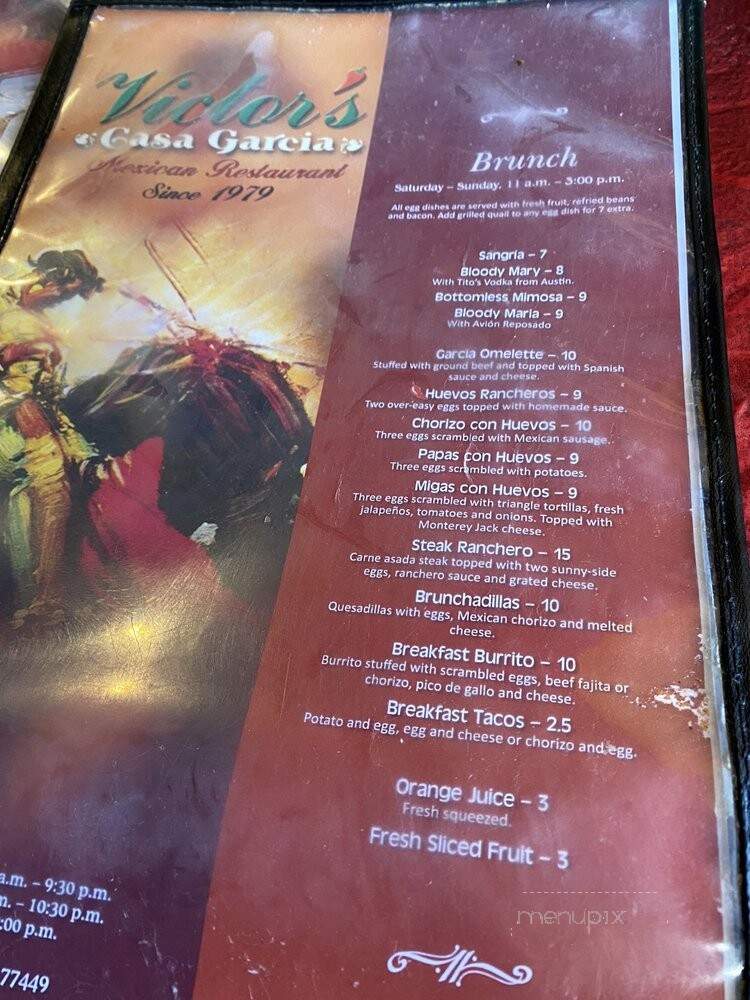 Victor's
Casa Garcia
Mexican Restaurant
Since 1979
Brunch
Saturday – Sunday, 11 a.m. – 3:00 p.m.
All egg dishes are served with fresh fruit, refried beans
and bacon. Add grilled quail to any egg dish for 7 extra.
Sangria – 7
Bloody Mary – 8
With Tito's Vodka from Austin.
Bottomless Mimosa – 9
Bloody Maria – 9
With Avión Reposado
Garcia Omelette – 10
Stuffed with ground beef and topped with Spanish
sauce and cheese.
Huevos Rancheros – 9
Two over-easy eggs topped with homemade sauce.
Chorizo con Huevos – 10
Three eggs scrambled with Mexican sausage.
Papas con Huevos – 9
Three eggs scrambled with potatoes.
Migas con Huevos – 9
Three eggs scrambled with triangle tortillas, fresh
jalapeños, tomatoes and onions. Topped with
Monterey Jack cheese.
Steak Ranchero – 15
Carne asada steak topped with two sunny-side
eggs, ranchero sauce and grated cheese.
Brunchadillas – 10
Quesadillas with eggs, Mexican chorizo and melted
cheese.
Breakfast Burrito – 10
Burrito stuffed with scrambled eggs, beef fajita or
chorizo, pico de gallo and cheese.
Breakfast Tacos – 2.5
Potato and egg, egg and cheese or chorizo and egg.
Orange Juice – 3
Fresh squeezed.
Fresh Sliced Fruit – 3
a.m. – 9:30 p.m.
m. – 10:30 p.m.
:00 p.m.
77449
menupix